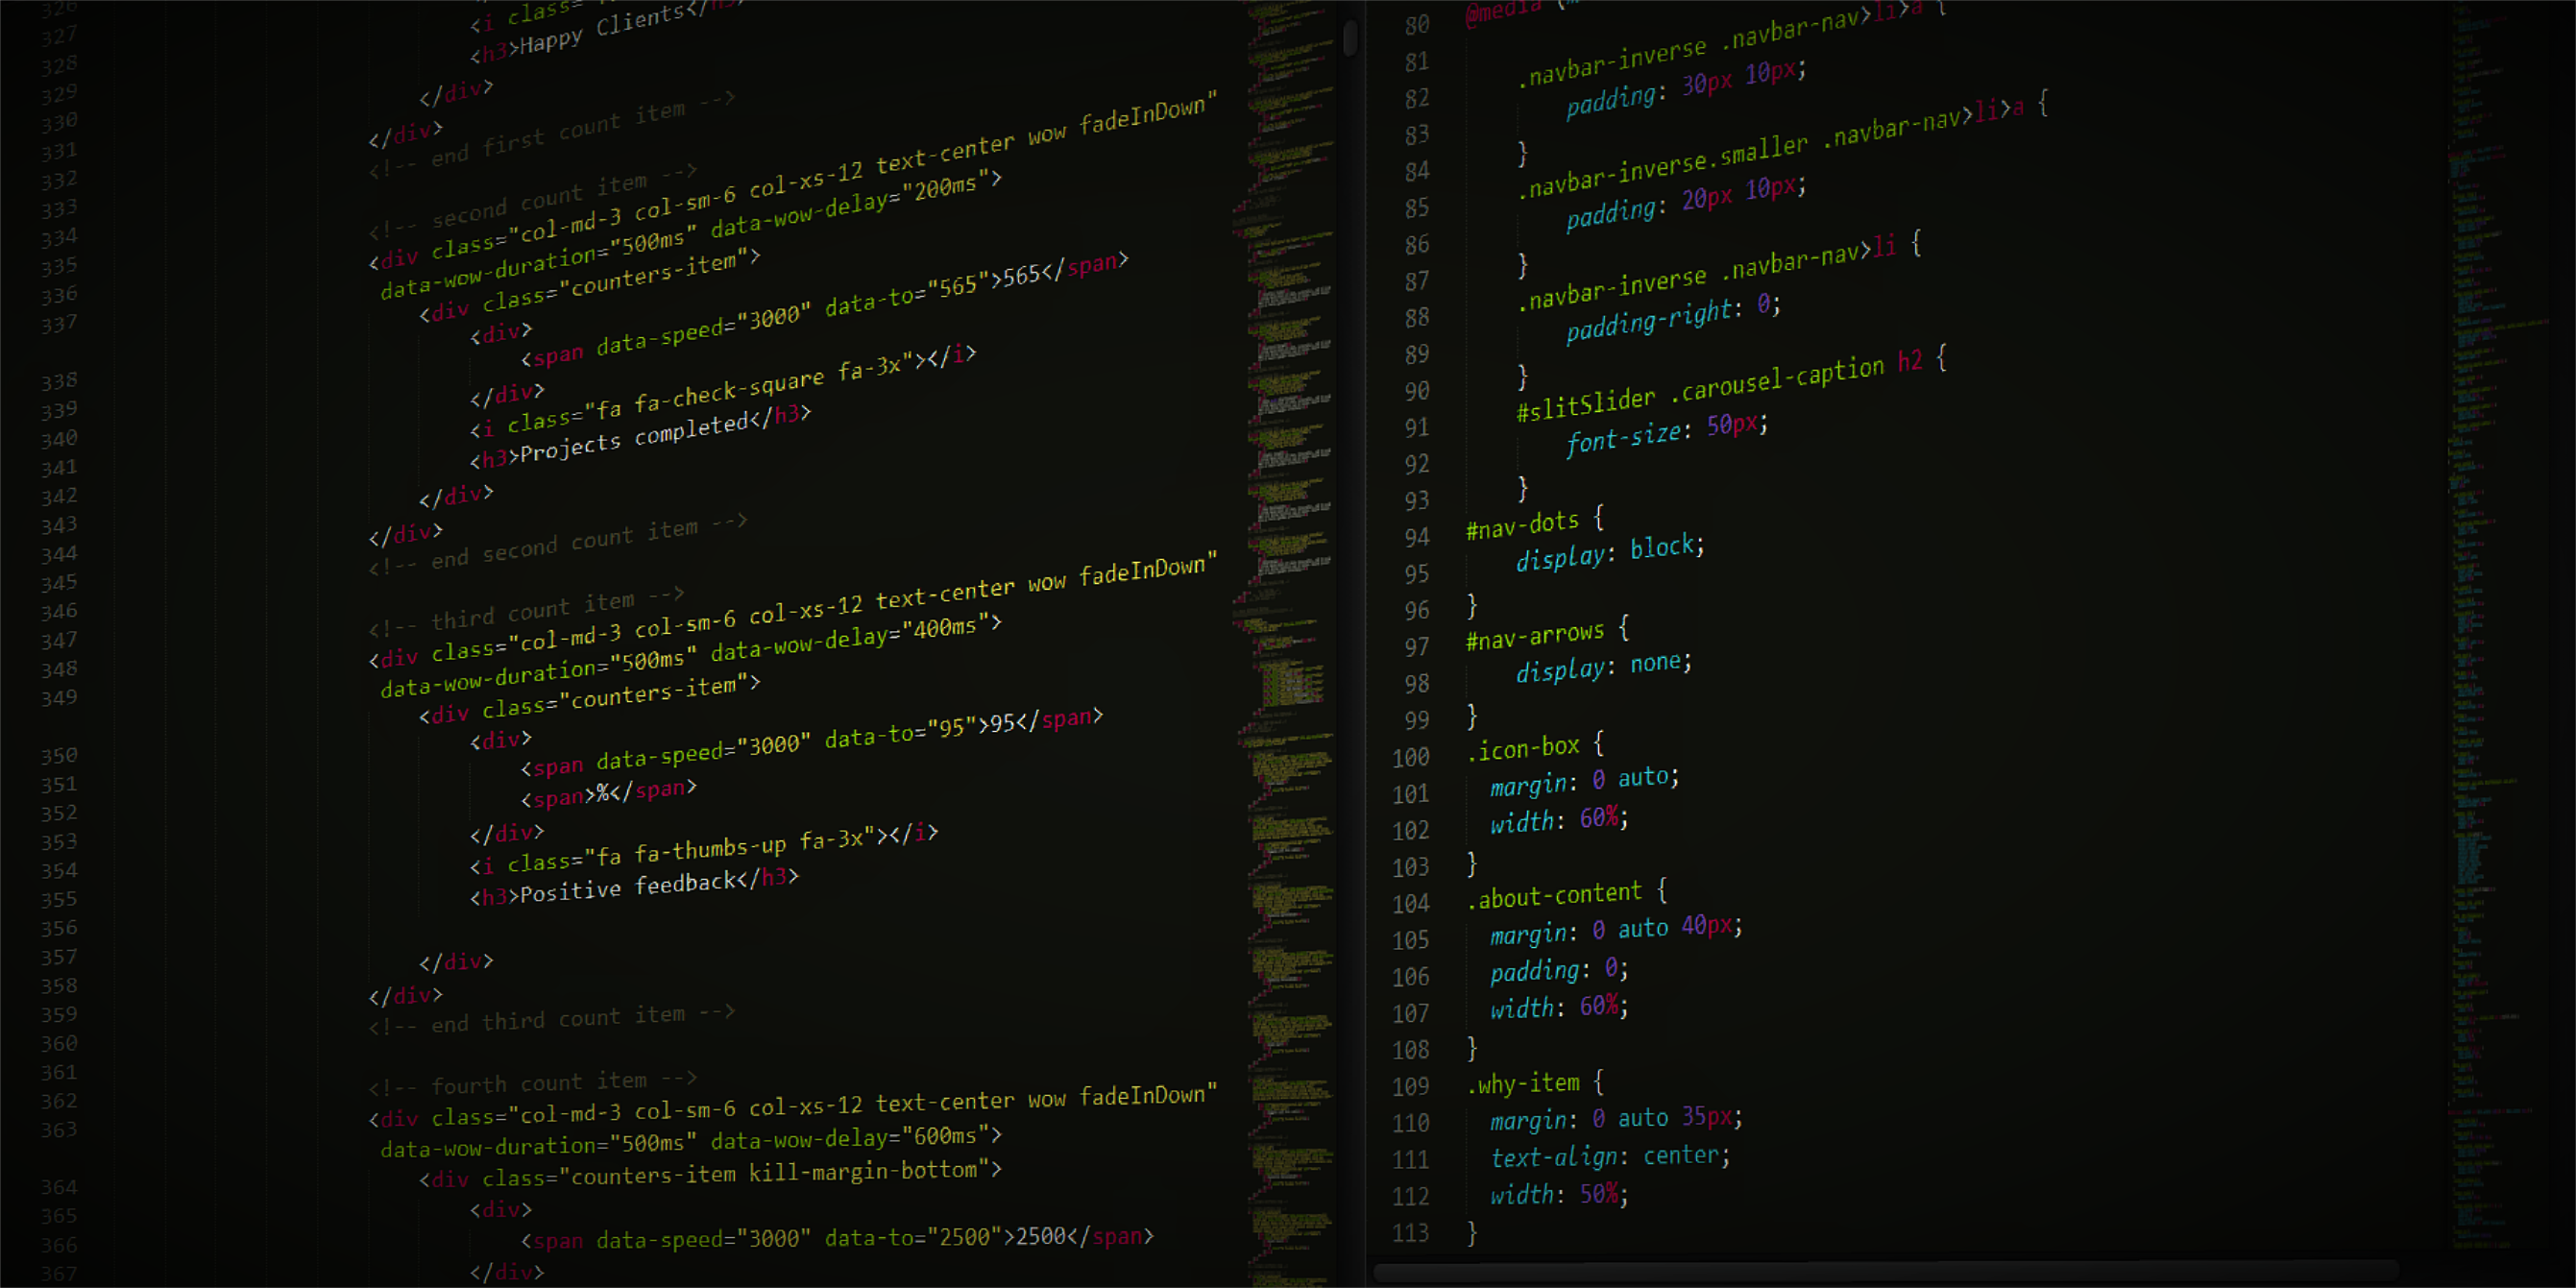 326
327
328
329
330 <i class=
331 <h3>Happy Clients</h3>
332 </div>
333 </div>
334 <!-- end first count item -->
335
336 <!-- second count item -->
337 <div class="col-md-3 col-sm-6 col-xs-12 text-center wow fadeInDown"
data-wow-duration="500ms" data-wow-delay="200ms">
338 <div class="counters-item">
339 <div>
340 <span data-speed="3000" data-to="565">565</span>
341 </div>
342 <i class="fa fa-check-square fa-3x"></i>
343 <h3>Projects completed</h3>
344 </div>
345 </div>
346 <!-- end second count item -->
347
348 <!-- third count item -->
349 <div class="col-md-3 col-sm-6 col-xs-12 text-center wow fadeInDown"
data-wow-duration="500ms" data-wow-delay="400ms">
350 <div class="counters-item">
351 <div>
352 <span data-speed="3000" data-to="95">95</span>
353 <span>%</span>
354 </div>
355 <i class="fa fa-thumbs-up fa-3x"></i>
356 <h3>Positive feedback</h3>
357
358 </div>
359 </div>
360 <!-- end third count item -->
361
362 <!-- fourth count item -->
363 <div class="col-md-3 col-sm-6 col-xs-12 text-center wow fadeInDown"
data-wow-duration="500ms" data-wow-delay="600ms">
364 <div class="counters-item kill-margin-bottom">
365 <div>
366 <span data-speed="3000" data-to="2500">2500</span>
367 </div>
80
81 @media (
82 .navbar-inverse .navbar-nav>li>a {
83 padding: 30px 10px;
84 }
85 .navbar-inverse.smaller .navbar-nav>li>a {
86 padding: 20px 10px;
87 }
88 .navbar-inverse .navbar-nav>li {
89 padding-right: 0;
90 }
91 #slitSlider .carousel-caption h2 {
92 font-size: 50px;
93 }
94 #nav-dots {
95 display: block;
96 }
97 #nav-arrows {
98 display: none;
99 }
100 .icon-box {
101 margin: 0 auto;
102 width: 60%;
103 }
104 .about-content {
105 margin: 0 auto 40px;
106 padding: 0;
107 width: 60%;
108 }
109 .why-item {
110 margin: 0 auto 35px;
111 text-align: center;
112 width: 50%;
113 }